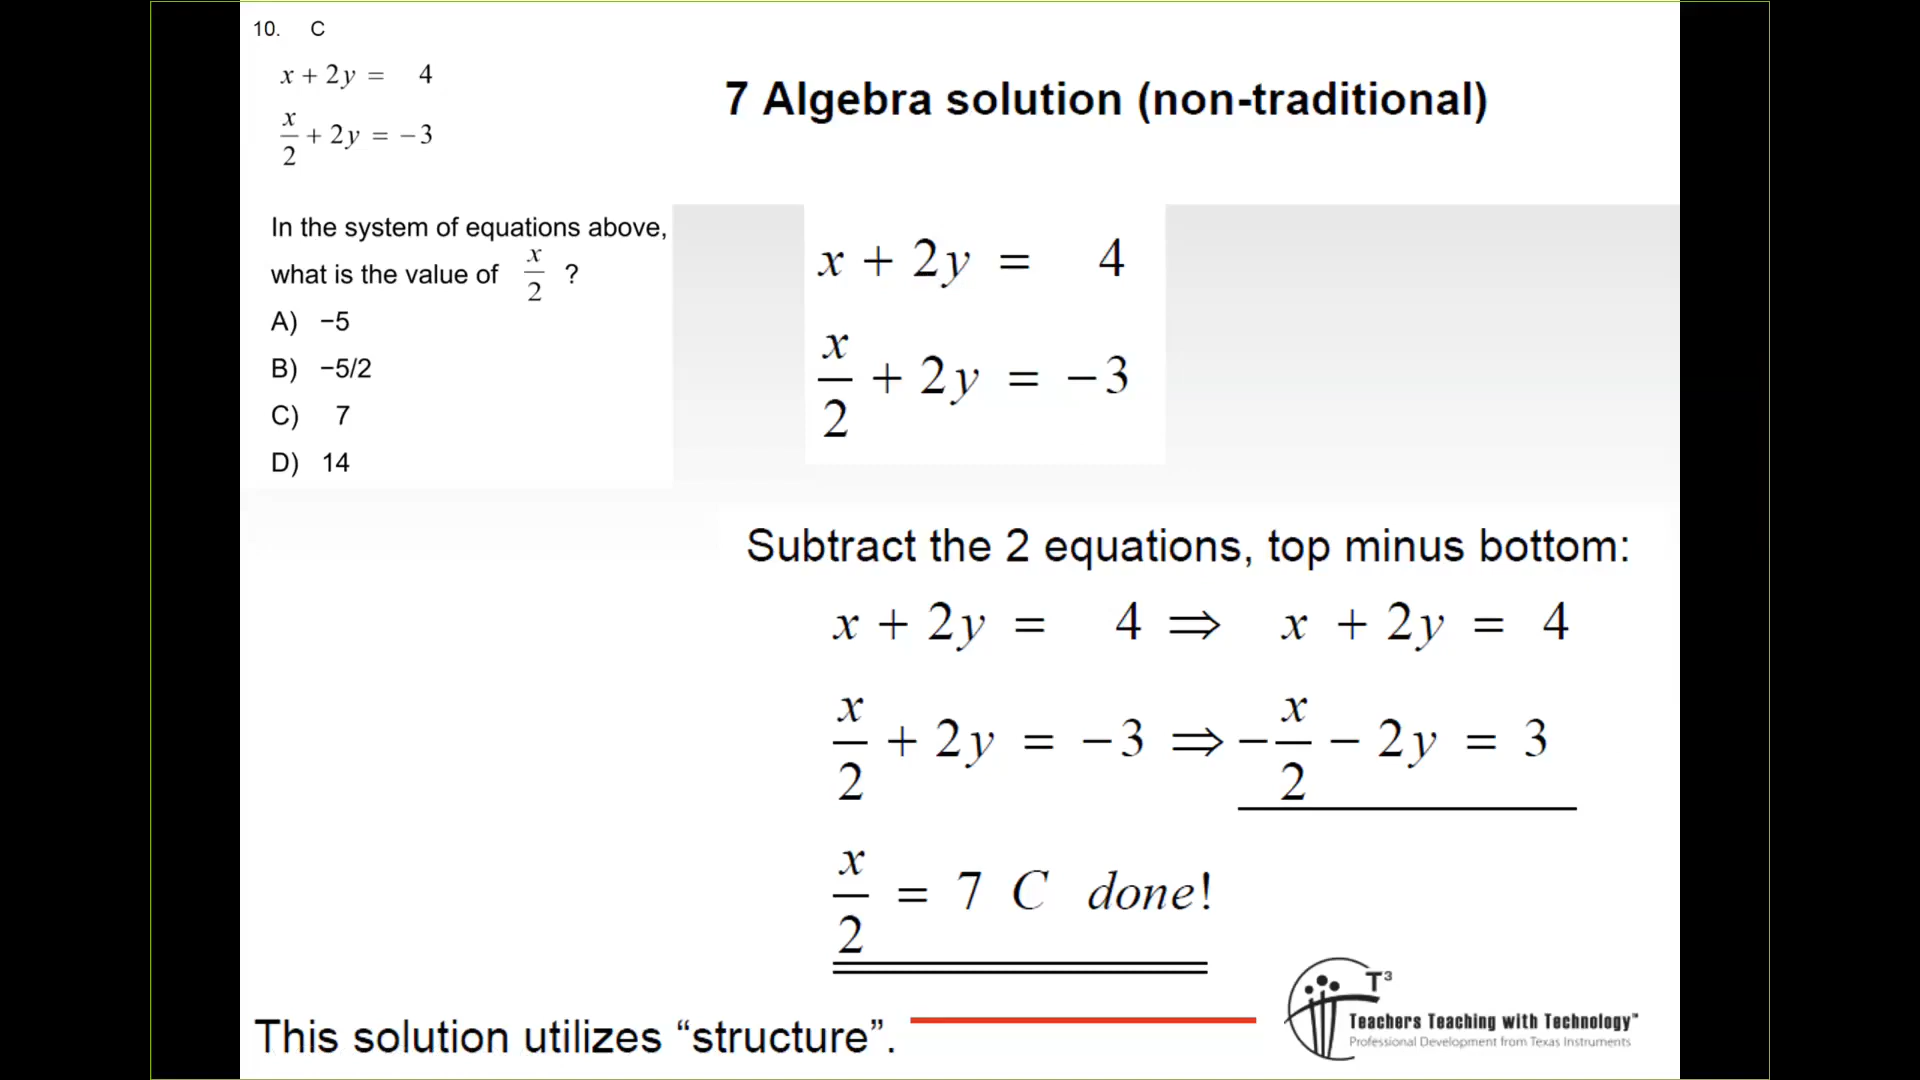 10. C
x + 2y = 4
x/2 + 2y = −3
In the system of equations above,
what is the value of x/2 ?
A) −5
B) −5/2
C) 7
D) 14
7 Algebra solution (non-traditional)
x + 2y = 4
x/2 + 2y = −3
Subtract the 2 equations, top minus bottom:
x + 2y = 4 ⇒ x + 2y = 4
x/2 + 2y = −3 ⇒ −x/2 − 2y = 3
x/2 = 7 C done!
This solution utilizes “structure”.
T³
Teachers Teaching with Technology™
Professional Development from Texas Instruments